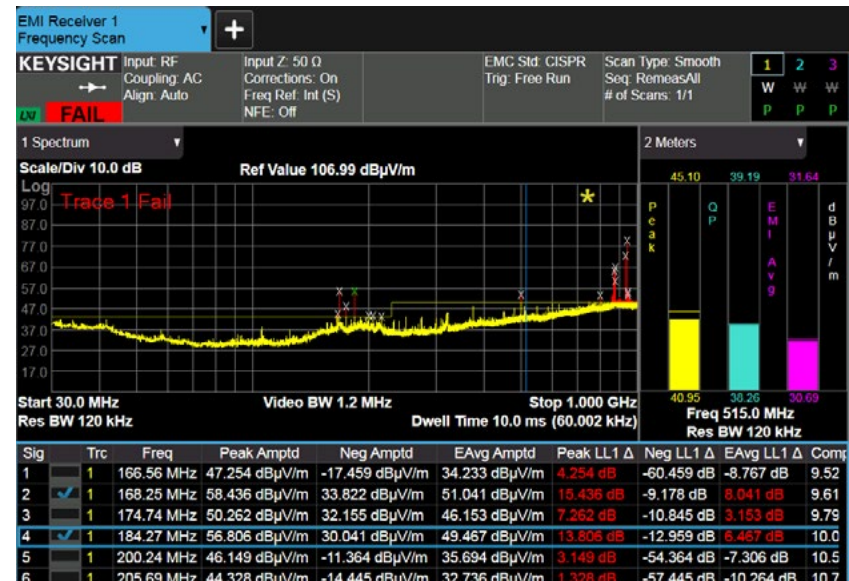 EMI Receiver 1
Frequency Scan
+
KEYSIGHT
Input: RF
Coupling: AC
Align: Auto
Input Z: 50 Ω
Corrections: On
Freq Ref: Int (S)
NFE: Off
EMC Std: CISPR
Trig: Free Run
Scan Type: Smooth
Seq: RemeasAll
# of Scans: 1/1
1 2 3
W W W
P P P
LXI FAIL
1 Spectrum
Scale/Div 10.0 dB
Ref Value 106.99 dBµV/m
Log
Trace 1 Fail
97.0
87.0
77.0
67.0
57.0
47.0
37.0
27.0
17.0
Start 30.0 MHz Video BW 1.2 MHz Stop 1.000 GHz
Res BW 120 kHz Dwell Time 10.0 ms (60.002 kHz)
2 Meters
45.10 39.19 31.64
Peak
QP
EMI Avg
dBµV/m
40.95 38.26 30.69
Freq 515.0 MHz
Res BW 120 kHz
Sig Trc Freq Peak Amptd Neg Amptd EAvg Amptd Peak LL1 Δ Neg LL1 Δ EAvg LL1 Δ Comp
1 1 166.56 MHz 47.254 dBµV/m -17.459 dBµV/m 34.233 dBµV/m 4.254 dB -60.459 dB -8.767 dB 9.52
2 1 168.25 MHz 58.436 dBµV/m 33.822 dBµV/m 51.041 dBµV/m 15.436 dB -9.178 dB 8.041 dB 9.61
3 1 174.74 MHz 50.262 dBµV/m 32.155 dBµV/m 46.153 dBµV/m 7.262 dB -10.845 dB 3.153 dB 9.79
4 1 184.27 MHz 56.806 dBµV/m 30.041 dBµV/m 49.467 dBµV/m 13.806 dB -12.959 dB 6.467 dB 10.0
5 1 200.24 MHz 46.149 dBµV/m -11.364 dBµV/m 35.694 dBµV/m 3.149 dB -54.364 dB -7.306 dB 10.5
6 1 205.69 MHz 44.328 dBµV/m -14.445 dBµV/m 32.736 dBµV/m 1.328 dB -57.445 dB -10.264 dB 10.7